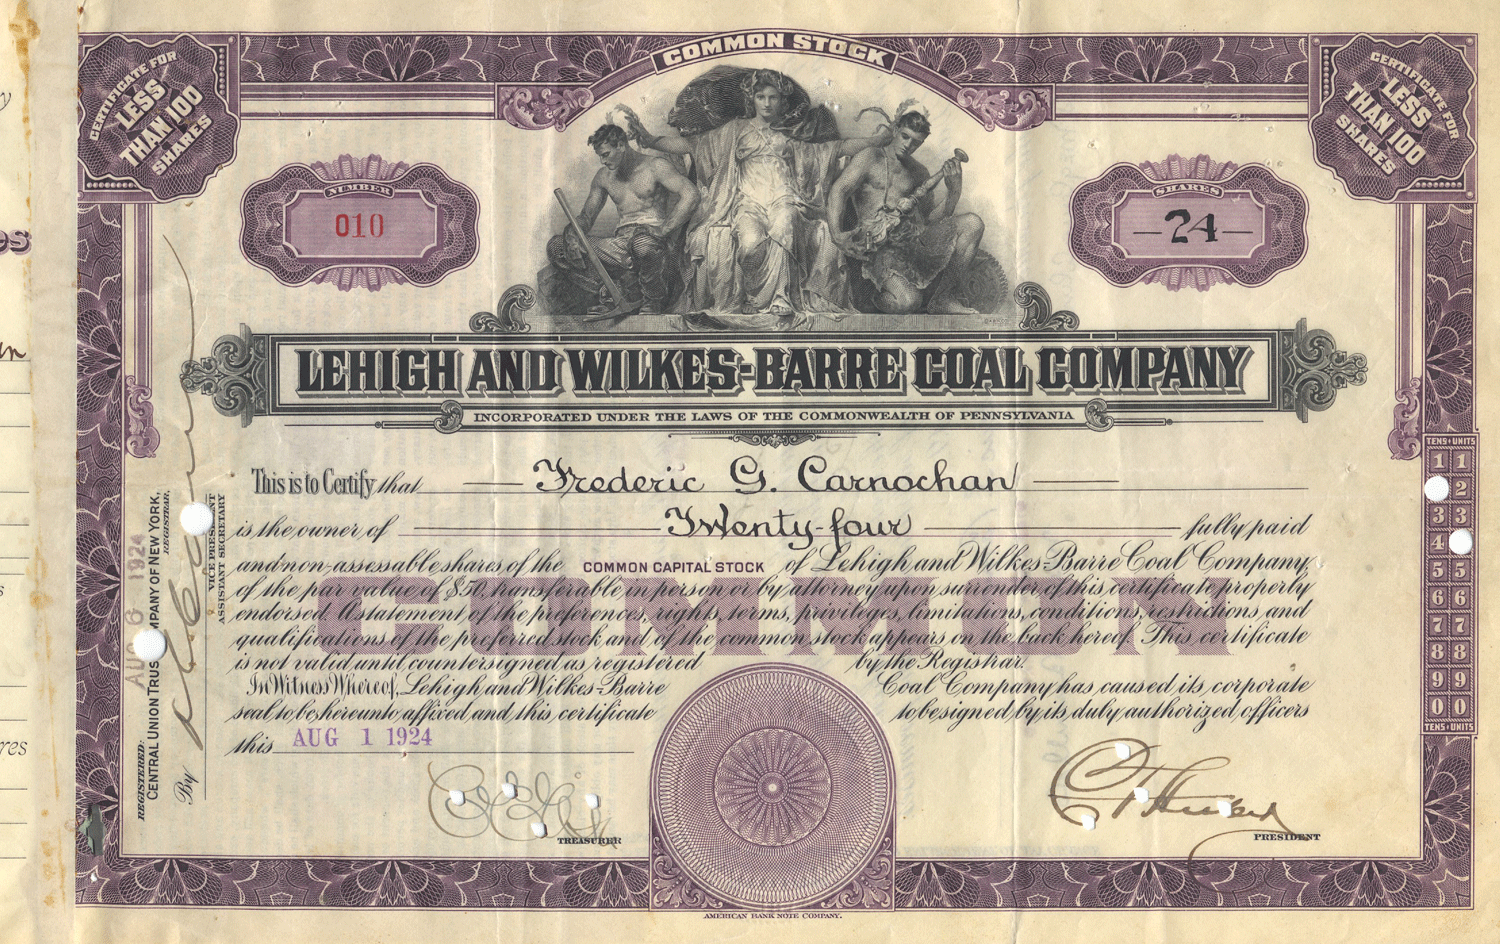 COMMON STOCK
CERTIFICATE FOR
LESS
THAN 100
SHARES
CERTIFICATE FOR
LESS
THAN 100
SHARES
NUMBER
010
SHARES
—24—
LEHIGH AND WILKES-BARRE COAL COMPANY
INCORPORATED UNDER THE LAWS OF THE COMMONWEALTH OF PENNSYLVANIA
This is to Certify that Frederic G. Carnochan
is the owner of Twenty-four fully paid
and non-assessable shares of the COMMON CAPITAL STOCK of Lehigh and Wilkes-Barre Coal Company
of the par value of $50, transferable in person or by attorney upon surrender of this certificate properly
endorsed. A statement of the preferences, rights, terms, privileges, limitations, conditions, restrictions, and
qualifications of the preferred stock and of the common stock appears on the back hereof. This certificate
is not valid until countersigned as registered by the Registrar.
In Witness Whereof, Lehigh and Wilkes-Barre Coal Company has caused its corporate
seal to be hereunto affixed and this certificate to be signed by its duly authorized officers
this AUG 1 1924
COMMON
TREASURER
PRESIDENT
REGISTERED:
CENTRAL UNION TRUST COMPANY OF NEW YORK,
REGISTRAR.
AUG 6 1924
By
VICE PRESIDENT
ASSISTANT SECRETARY
TENS UNITS
1 1
2
3 3
4
5 5
6 6
7 7
8 8
9 9
0 0
TENS UNITS
AMERICAN BANK NOTE COMPANY.